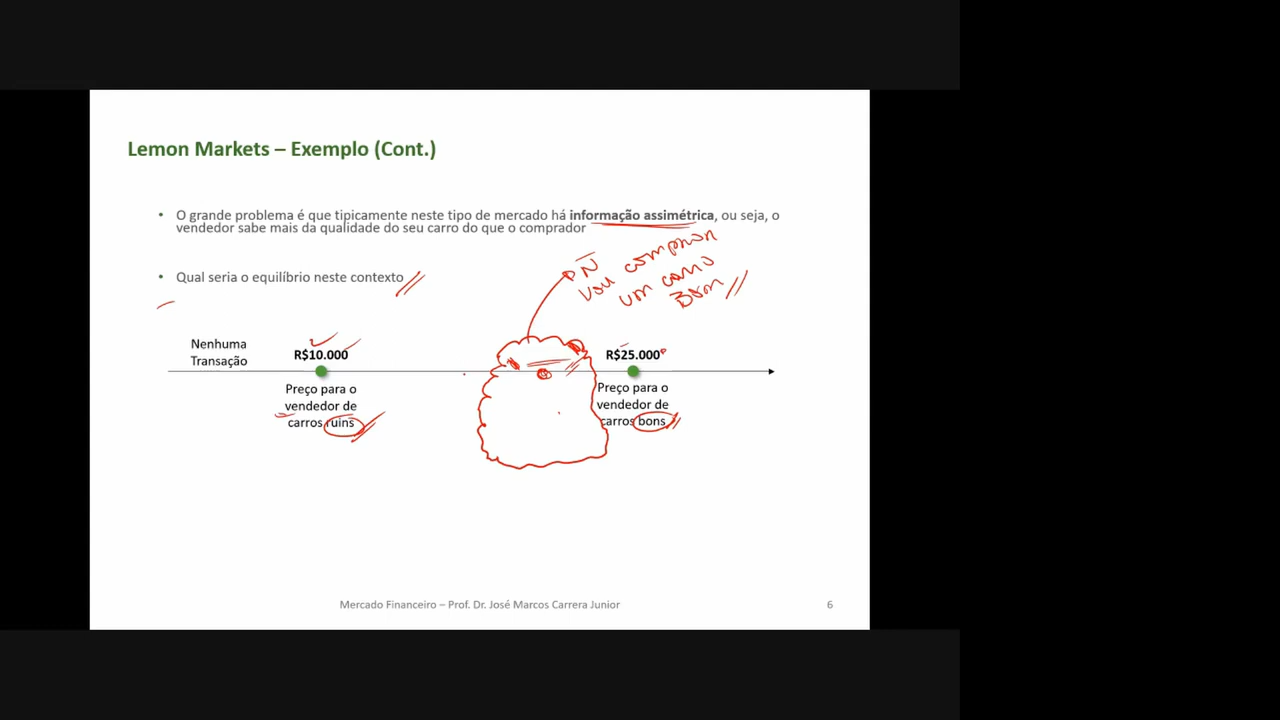 Lemon Markets – Exemplo (Cont.)
• O grande problema é que tipicamente neste tipo de mercado há informação assimétrica, ou seja, o
vendedor sabe mais da qualidade do seu carro do que o comprador
• Qual seria o equilíbrio neste contexto
Ñ
vou comprar
um carro
Bom
Nenhuma
Transação
R$10.000
Preço para o
vendedor de
carros ruins
R$25.000
Preço para o
vendedor de
carros bons
Mercado Financeiro – Prof. Dr. José Marcos Carrera Junior
6